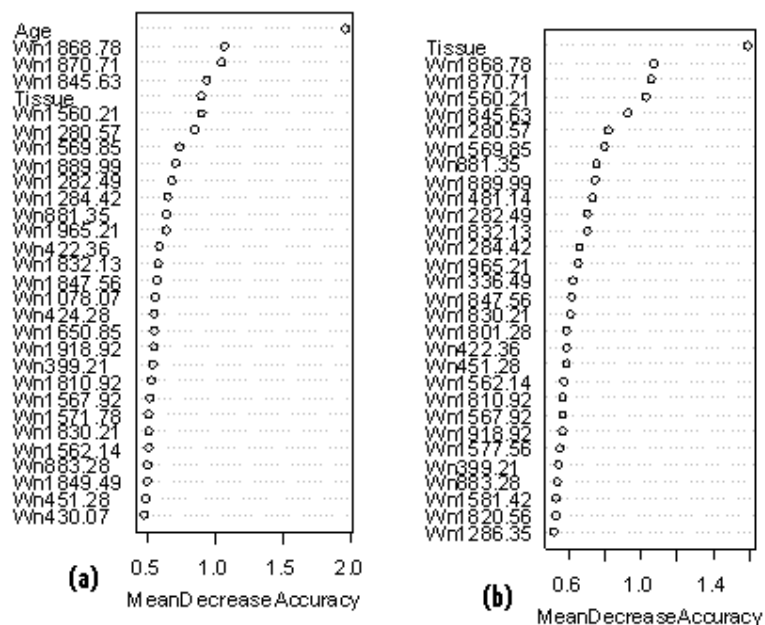 Age
Wn1868.78
Wn1870.71
Wn1845.63
Tissue
Wn1560.21
Wn1280.57
Wn1569.85
Wn1889.99
Wn1282.49
Wn1284.42
Wn881.35
Wn1965.21
Wn422.36
Wn1832.13
Wn1847.56
Wn1078.07
Wn424.28
Wn1650.85
Wn1918.92
Wn399.21
Wn1810.92
Wn1567.92
Wn1571.78
Wn1830.21
Wn1562.14
Wn883.28
Wn1849.49
Wn451.28
Wn430.07
0.5 1.0 1.5 2.0
(a)
MeanDecreaseAccuracy
Tissue
Wn1868.78
Wn1870.71
Wn1560.21
Wn1845.63
Wn1280.57
Wn1569.85
Wn881.35
Wn1889.99
Wn1481.14
Wn1282.49
Wn1832.13
Wn1284.42
Wn1965.21
Wn1336.49
Wn1847.56
Wn1830.21
Wn1801.28
Wn422.36
Wn451.28
Wn1562.14
Wn1810.92
Wn1567.92
Wn1918.92
Wn1577.56
Wn399.21
Wn883.28
Wn1581.42
Wn1820.56
Wn1286.35
0.6 1.0 1.4
(b)
MeanDecreaseAccuracy